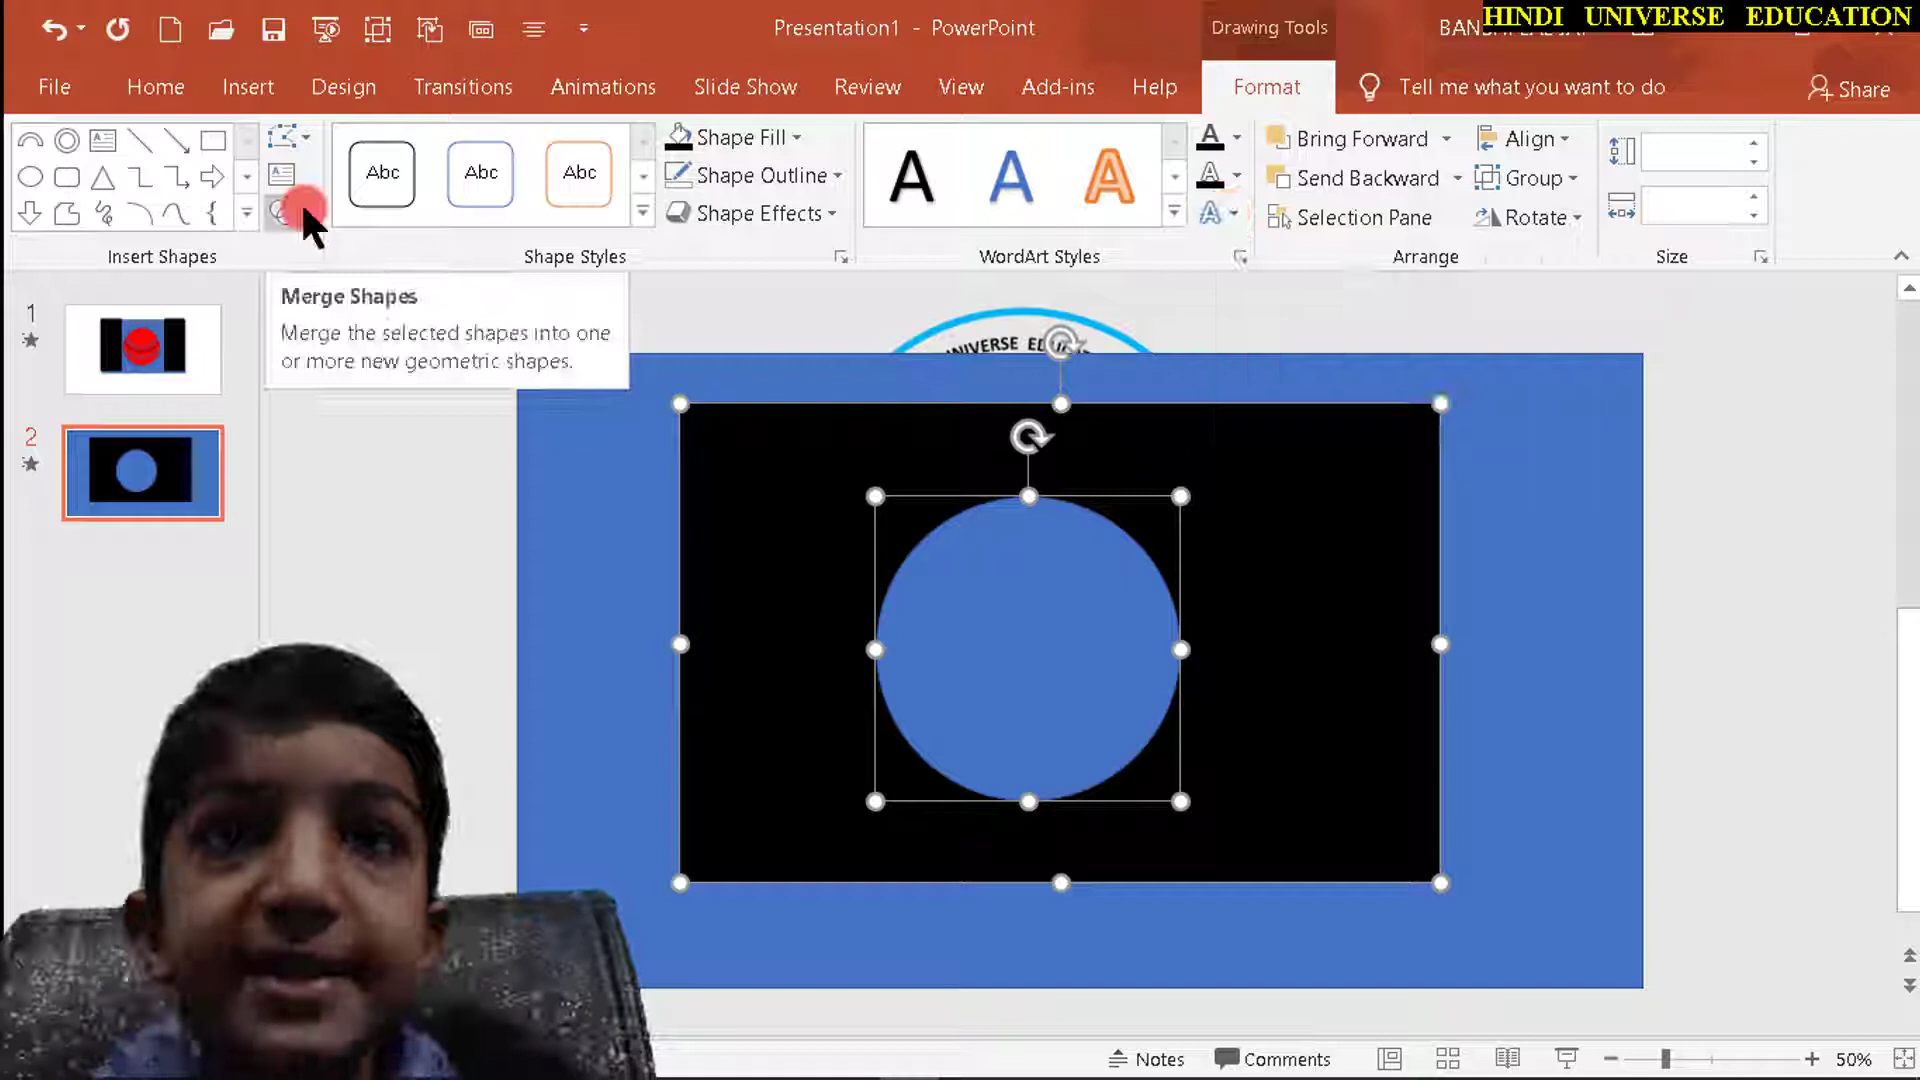 HINDI UNIVERSE EDUCATION
Presentation1 - PowerPoint
Drawing Tools
File Home Insert Design Transitions Animations Slide Show Review View Add-ins Help Format Tell me what you want to do Share
Abc Abc Abc
Shape Fill
Shape Outline
Shape Effects
A A A
Bring Forward
Send Backward
Selection Pane
Align
Group
Rotate
Insert Shapes Shape Styles WordArt Styles Arrange Size
Merge Shapes
Merge the selected shapes into one
or more new geometric shapes.
1
2
UNIVERSE
Notes Comments 50%